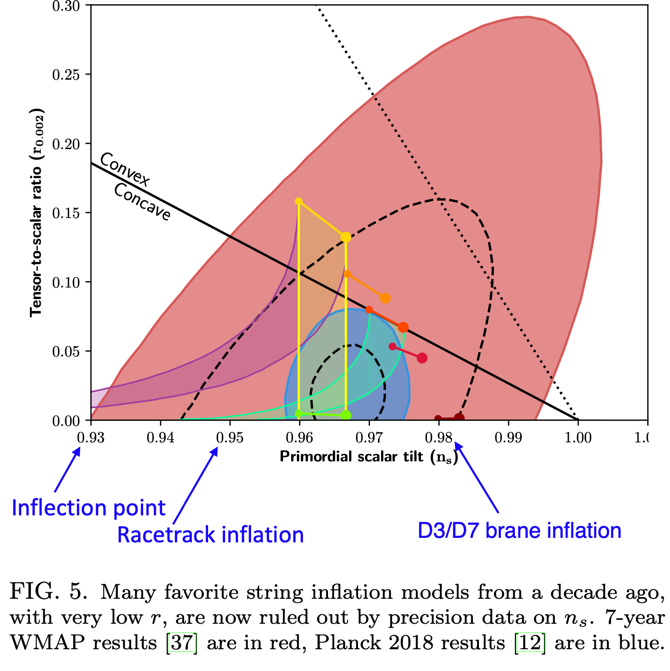 0.30
0.25
0.20
0.15
0.10
0.05
0.00
Tensor-to-scalar ratio (r0.002)
Convex
Concave
0.93 0.94 0.95 0.96 0.97 0.98 0.99 1.00 1.0
Primordial scalar tilt (ns)
Inflection point
Racetrack inflation
D3/D7 brane inflation
FIG. 5. Many favorite string inflation models from a decade ago,
with very low r, are now ruled out by precision data on ns. 7-year
WMAP results [37] are in red, Planck 2018 results [12] are in blue.